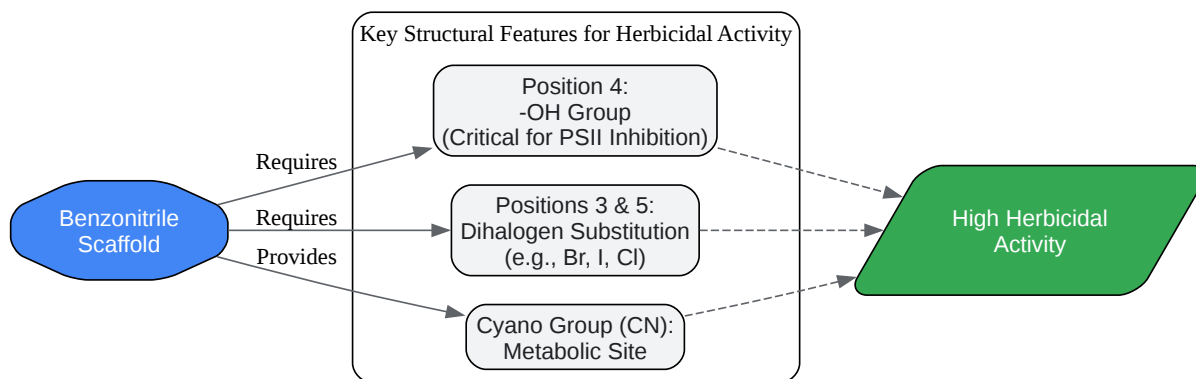 Key Structural Features for Herbicidal Activity
Position 4:
-OH Group
(Critical for PSII Inhibition)
Requires
Benzonitrile
Scaffold
Requires
Positions 3 & 5:
Dihalogen Substitution
(e.g., Br, I, Cl)
High Herbicidal
Activity
Provides
Cyano Group (CN):
Metabolic Site